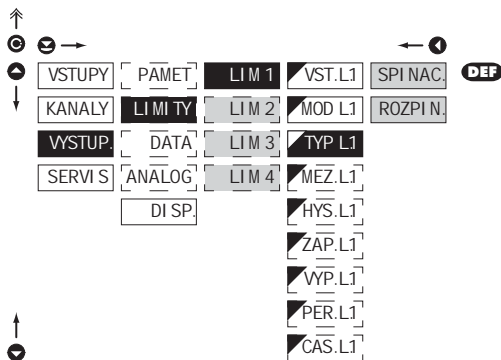 VSTUPY PAMET LIM 1 VST.L1 SPINAC. DEF
KANALY LIMITY LIM 2 MOD L1 ROZPIN.
VYSTUP. DATA LIM 3 TYP L1
SERVIS ANALOG LIM 4 MEZ.L1
DISP. HYS.L1
ZAP.L1
VYP.L1
PER.L1
CAS.L1